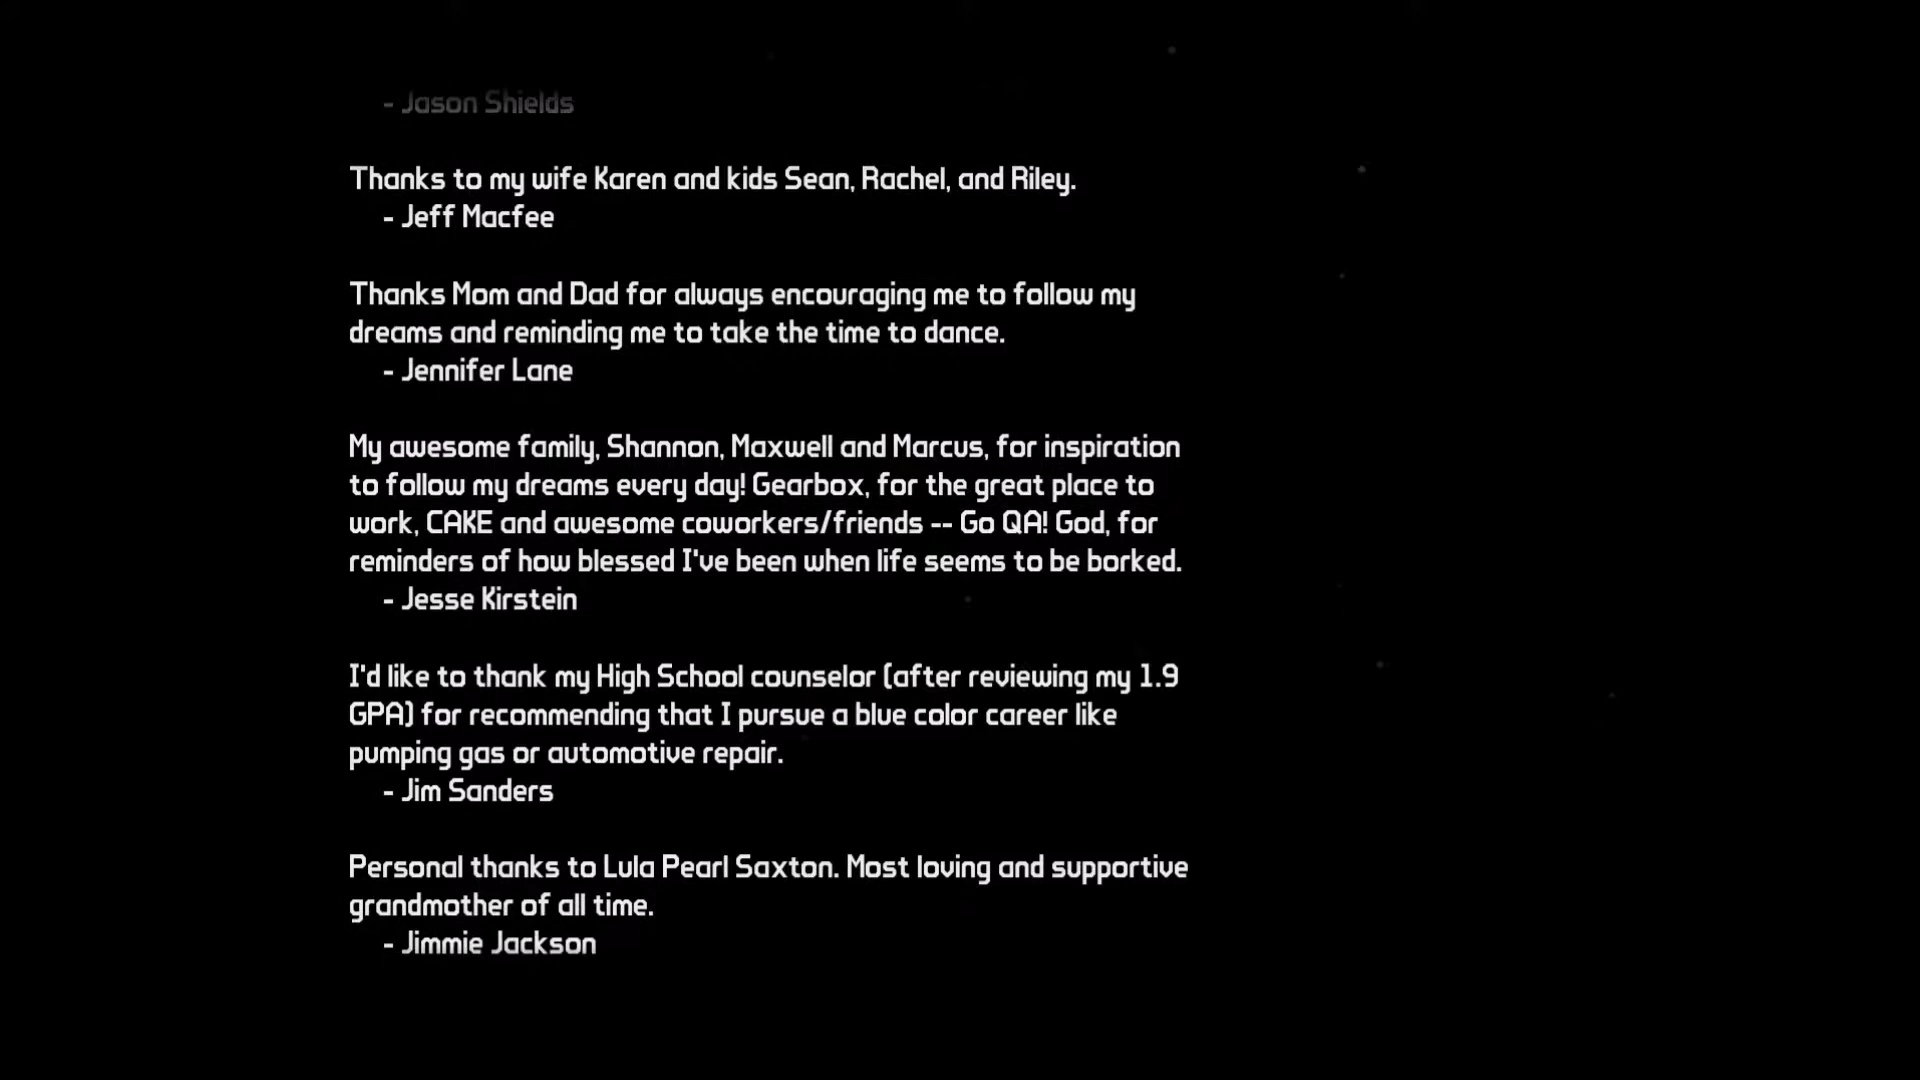 - Jason Shields
Thanks to my wife Karen and kids Sean, Rachel, and Riley.
- Jeff Macfee
Thanks Mom and Dad for always encouraging me to follow my
dreams and reminding me to take the time to dance.
- Jennifer Lane
My awesome family, Shannon, Maxwell and Marcus, for inspiration
to follow my dreams every day! Gearbox, for the great place to
work, CAKE and awesome coworkers/friends -- Go QA! God, for
reminders of how blessed I've been when life seems to be borked.
- Jesse Kirstein
I'd like to thank my High School counselor (after reviewing my 1.9
GPA) for recommending that I pursue a blue color career like
pumping gas or automotive repair.
- Jim Sanders
Personal thanks to Lula Pearl Saxton. Most loving and supportive
grandmother of all time.
- Jimmie Jackson